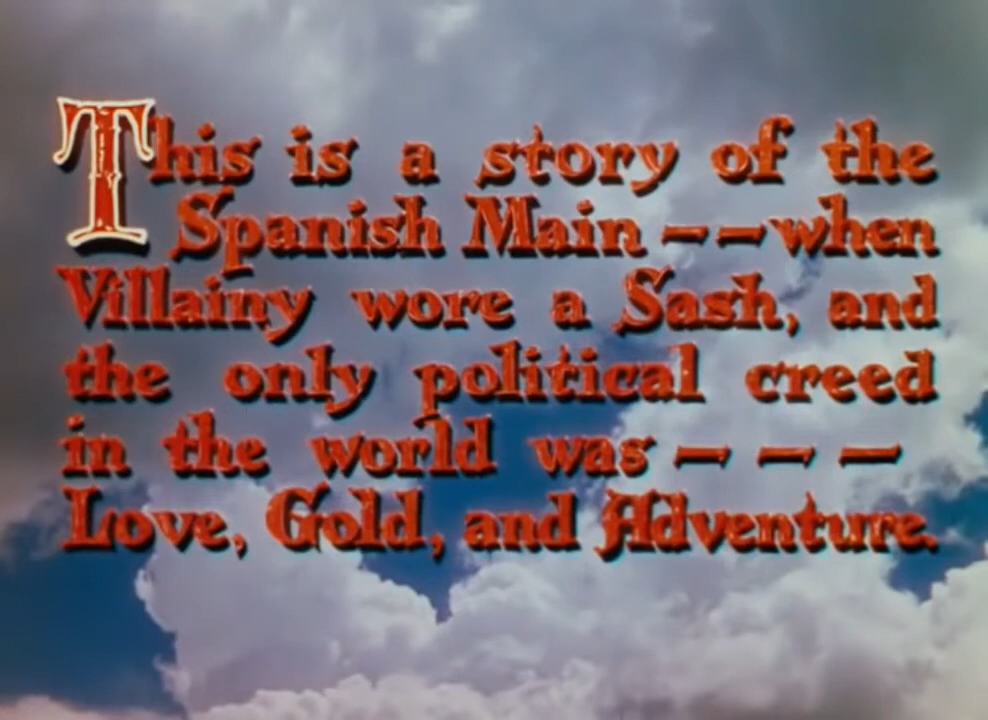 This is a story of the
Spanish Main -- when
Villainy wore a Sash, and
the only political creed
in the world was - - -
Love, Gold, and Adventure.